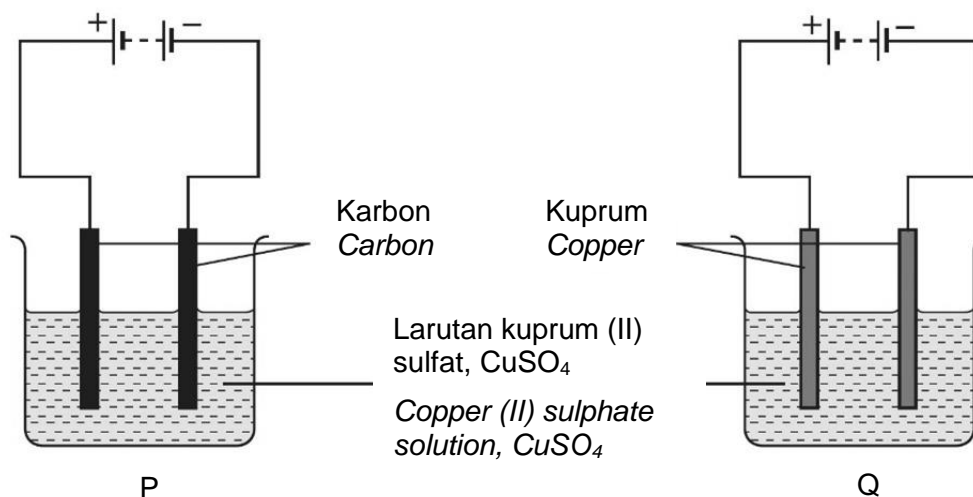 + −
+ −
Karbon
Carbon
Kuprum
Copper
Larutan kuprum (II)
sulfat, CuSO₄
Copper (II) sulphate
solution, CuSO₄
P
Q